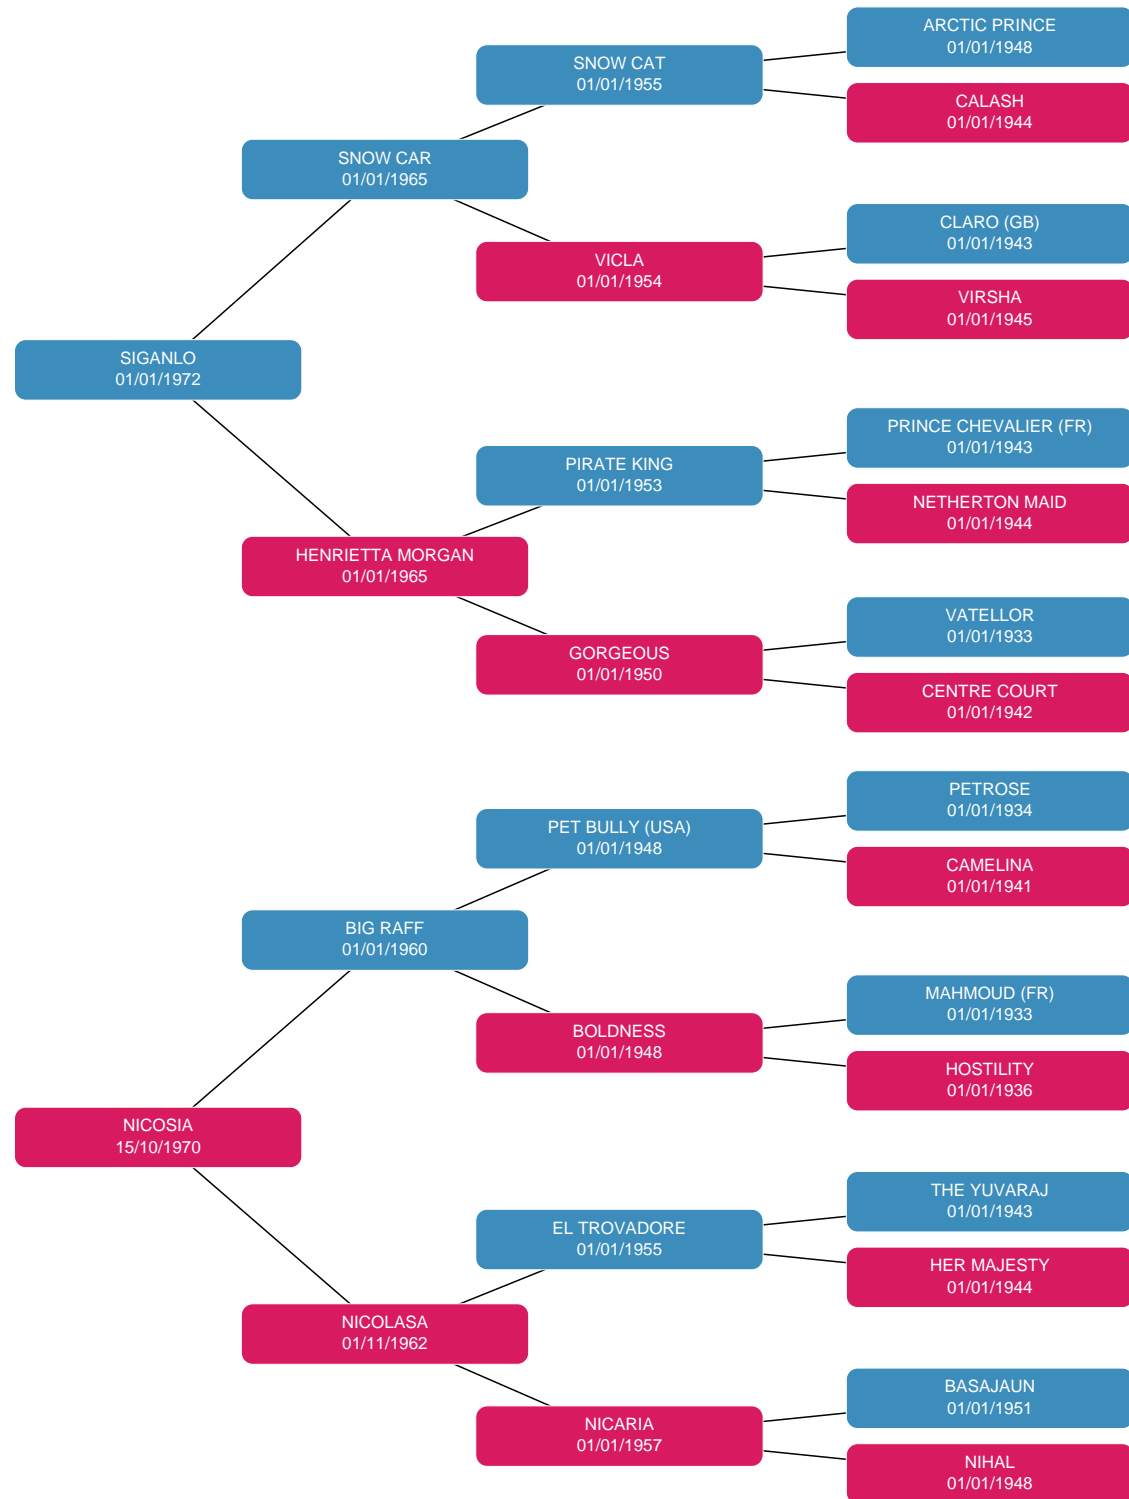 ARCTIC PRINCE
01/01/1948
SNOW CAT
01/01/1955
CALASH
01/01/1944
SNOW CAR
01/01/1965
CLARO (GB)
01/01/1943
VICLA
01/01/1954
VIRSHA
01/01/1945
SIGANLO
01/01/1972
PRINCE CHEVALIER (FR)
01/01/1943
PIRATE KING
01/01/1953
NETHERTON MAID
01/01/1944
HENRIETTA MORGAN
01/01/1965
VATELLOR
01/01/1933
GORGEOUS
01/01/1950
CENTRE COURT
01/01/1942
PETROSE
01/01/1934
PET BULLY (USA)
01/01/1948
CAMELINA
01/01/1941
BIG RAFF
01/01/1960
MAHMOUD (FR)
01/01/1933
BOLDNESS
01/01/1948
HOSTILITY
01/01/1936
NICOSIA
15/10/1970
THE YUVARAJ
01/01/1943
EL TROVADORE
01/01/1955
HER MAJESTY
01/01/1944
NICOLASA
01/11/1962
BASAJAUN
01/01/1951
NICARIA
01/01/1957
NIHAL
01/01/1948